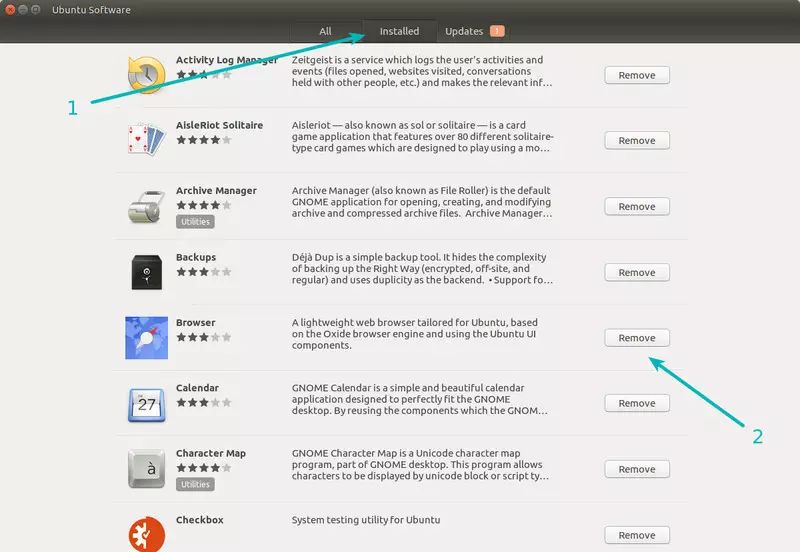 Ubuntu Software
All Installed Updates
Activity Log Manager
Zeitgeist is a service which logs the user's activities and
events (files opened, websites visited, conversations
held with other people, etc.) and makes the relevant inf...
Remove
1
AisleRiot Solitaire
Aisleriot — also known as sol or solitaire — is a card
game application that features over 80 different solitaire-
type card games which are designed to play using a mo...
Remove
Archive Manager
Utilities
Archive Manager (also known as File Roller) is the default
GNOME application for opening, creating, and modifying
archive and compressed archive files.  Archive Manager...
Remove
Backups
Déjà Dup is a simple backup tool. It hides the complexity
of backing up the Right Way (encrypted, off-site, and
regular) and uses duplicity as the backend.  • Support fo...
Remove
Browser
A lightweight web browser tailored for Ubuntu, based
on the Oxide browser engine and using the Ubuntu UI
components.
Remove
2
Calendar
27
GNOME Calendar is a simple and beautiful calendar
application designed to perfectly fit the GNOME
desktop. By reusing the components which the GNOM...
Remove
Character Map
à
Utilities
GNOME Character Map is a Unicode character map
program, part of GNOME desktop. This program allows
characters to be displayed by unicode block or script ty...
Remove
Checkbox
System testing utility for Ubuntu
Remove